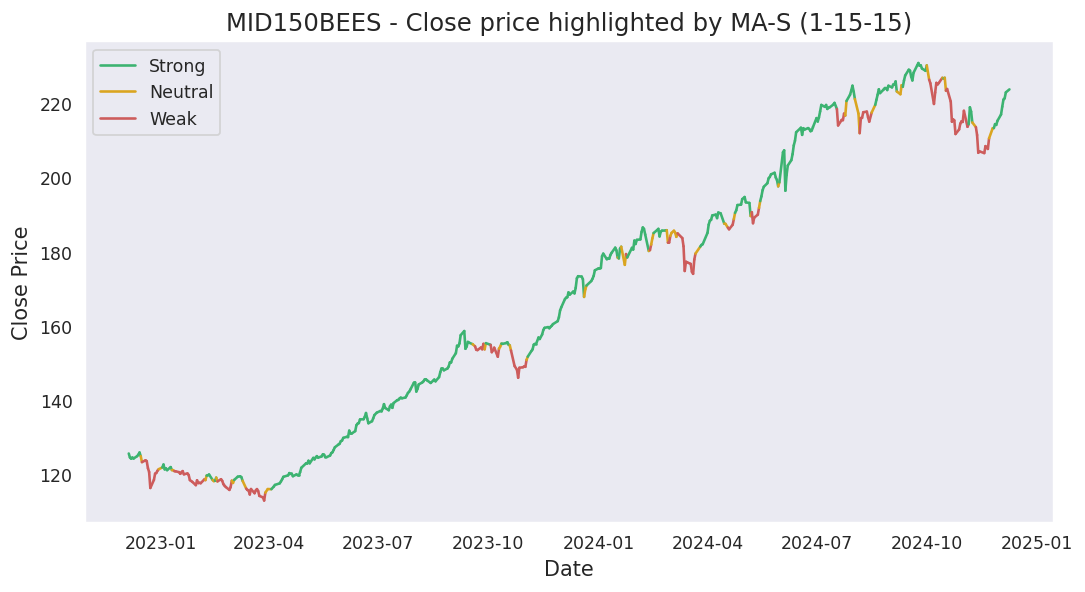 MID150BEES - Close price highlighted by MA-S (1-15-15)
Strong
Neutral
Weak
Close Price
220
200
180
160
140
120
2023-01 2023-04 2023-07 2023-10 2024-01 2024-04 2024-07 2024-10 2025-01
Date